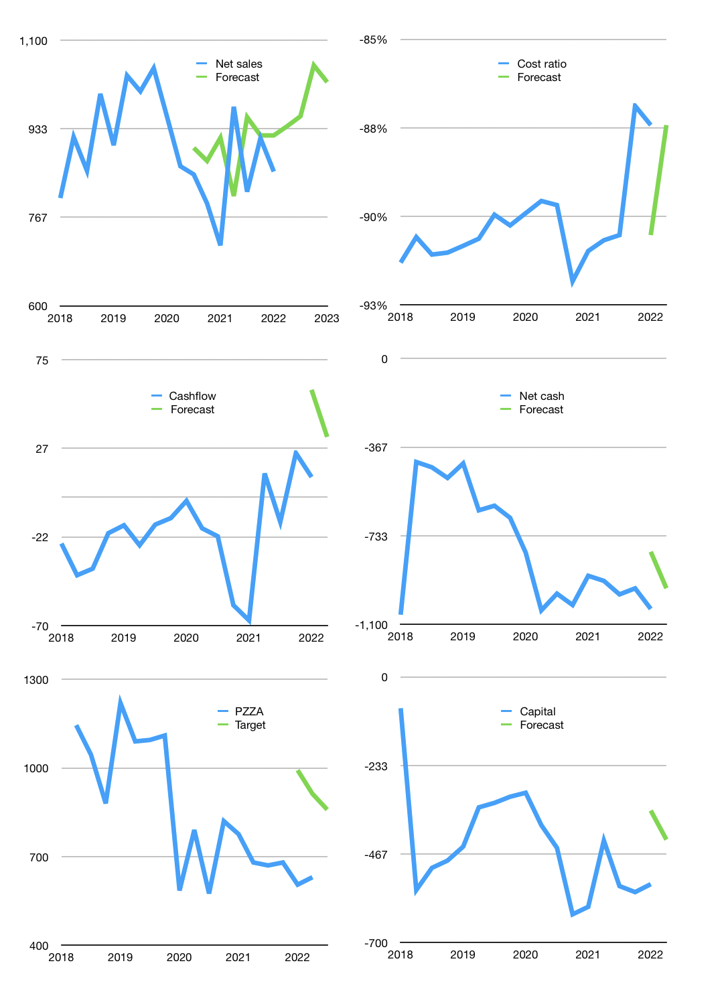 1,100
Net sales
Forecast
933
767
600
2018 2019 2020 2021 2022 2023
-85%
Cost ratio
Forecast
-88%
-90%
-93%
2018 2019 2020 2021 2022
75
Cashflow
Forecast
27
-22
-70
2018 2019 2020 2021 2022
0
Net cash
Forecast
-367
-733
-1,100
2018 2019 2020 2021 2022
1300
PZZA
Target
1000
700
400
2018 2019 2020 2021 2022
0
Capital
Forecast
-233
-467
-700
2018 2019 2020 2021 2022